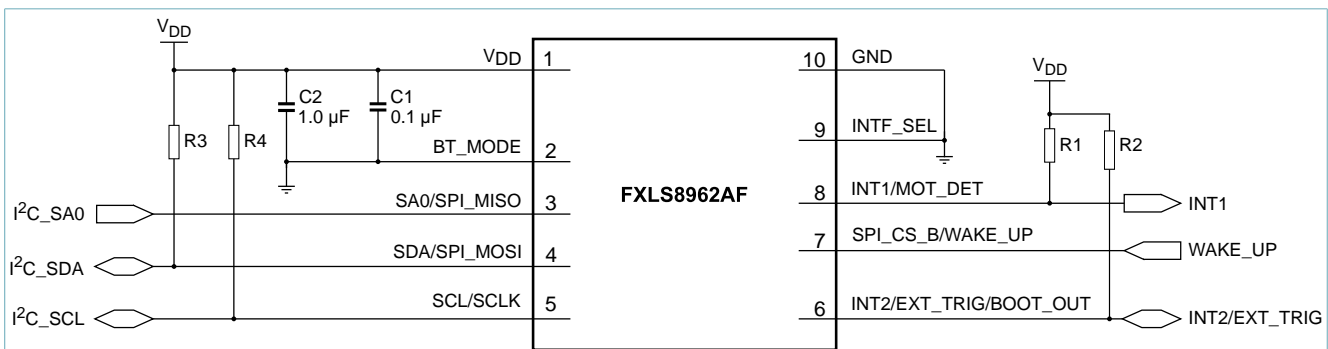 VDD
VDD 1
C2
1.0 µF
C1
0.1 µF
R3
R4
BT_MODE 2
I2C_SA0
SA0/SPI_MISO 3
I2C_SDA
SDA/SPI_MOSI 4
I2C_SCL
SCL/SCLK 5
FXLS8962AF
10 GND
9 INTF_SEL
VDD
R1
R2
8 INT1/MOT_DET
INT1
7 SPI_CS_B/WAKE_UP
WAKE_UP
6 INT2/EXT_TRIG/BOOT_OUT
INT2/EXT_TRIG